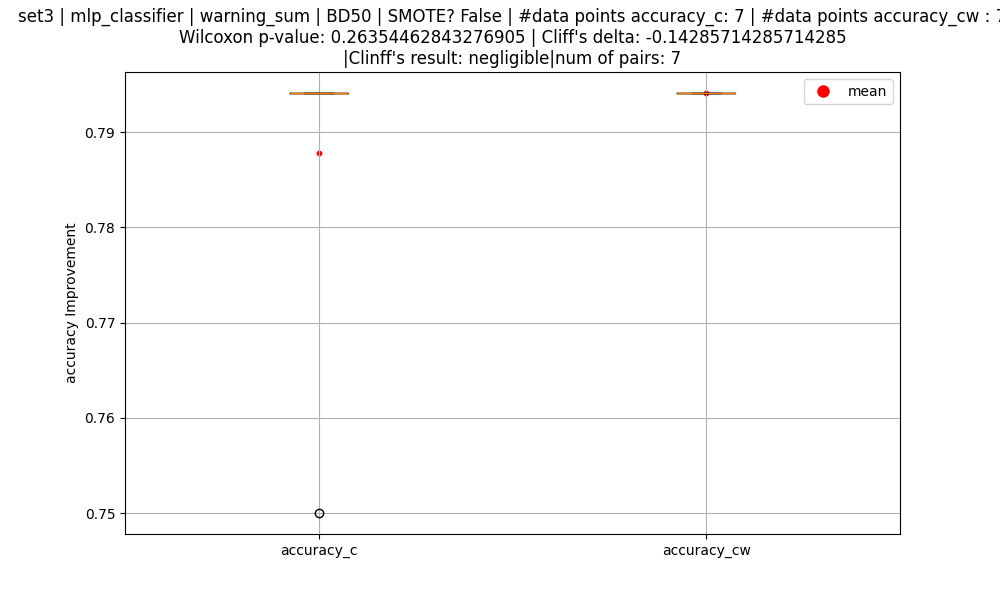 set3 | mlp_classifier | warning_sum | BD50 | SMOTE? False | #data points accuracy_c: 7 | #data points accuracy_cw : 7
Wilcoxon p-value: 0.26354462843276905 | Cliff's delta: -0.14285714285714285
|Clinff's result: negligible|num of pairs: 7
mean
0.79
0.78
0.77
0.76
0.75
accuracy Improvement
accuracy_c
accuracy_cw